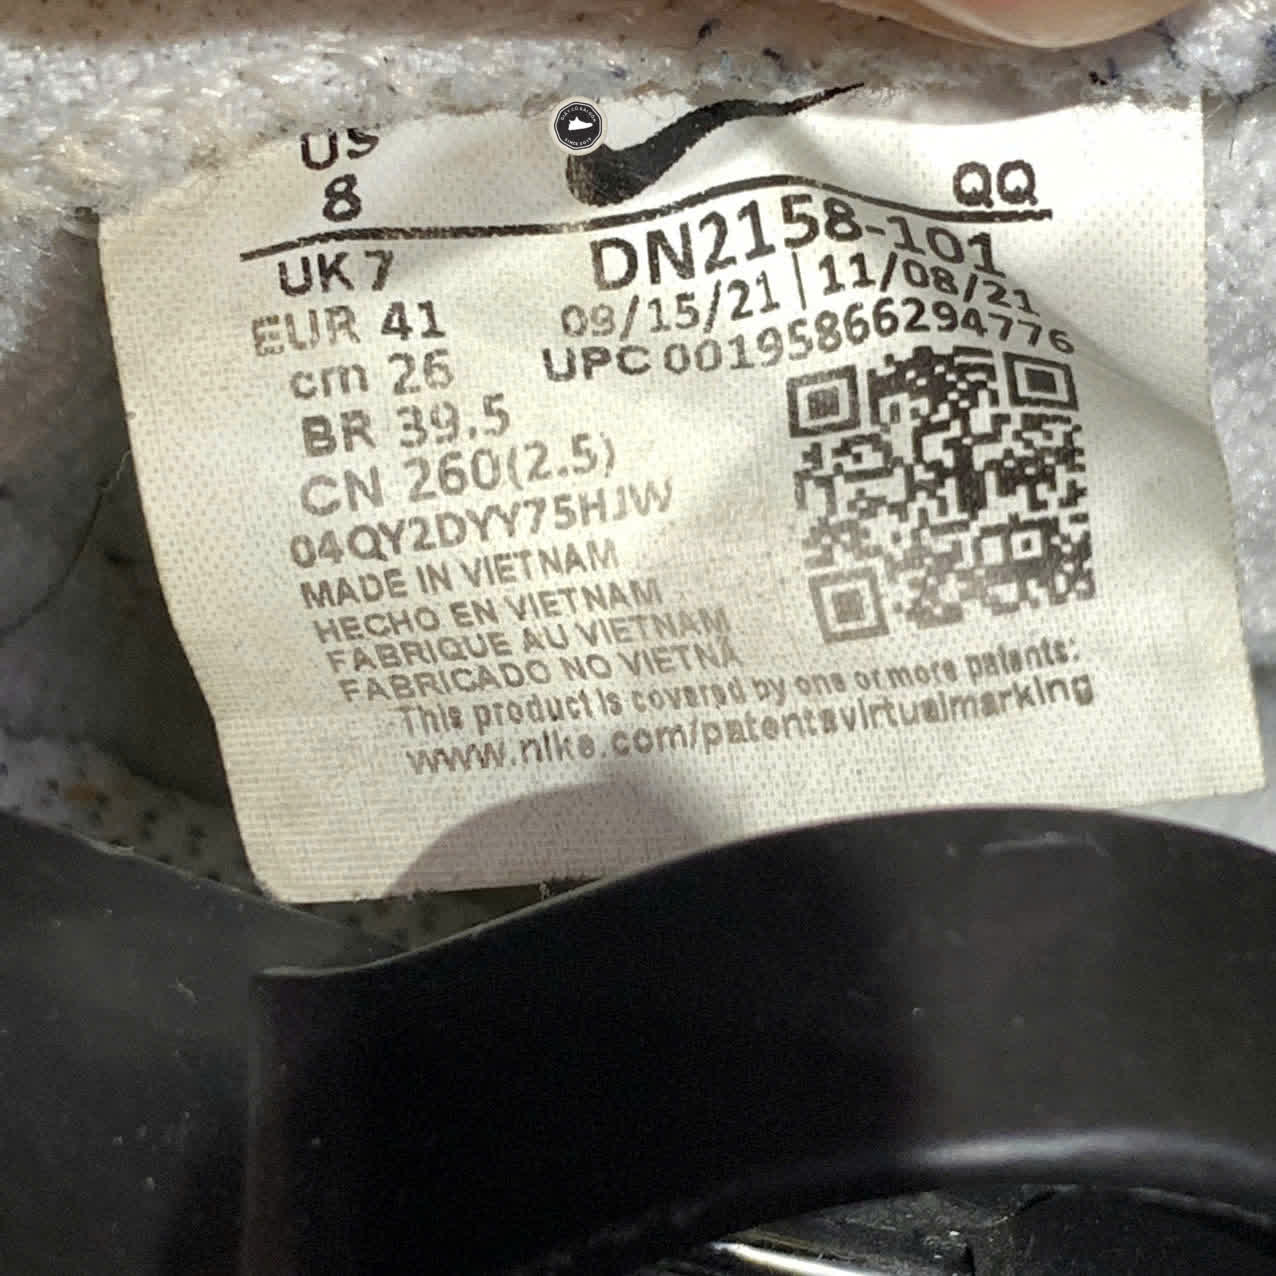 US
8
QQ
UK 7
DN2158-101
EUR 41
09/15/21 | 11/08/21
cm 26
UPC 00195866294776
BR 39.5
CN 260(2.5)
04QY2DYY75HJW
MADE IN VIETNAM
HECHO EN VIETNAM
FABRIQUE AU VIETNAM
FABRICADO NO VIETNA
This product is covered by one or more patents:
www.nike.com/patentsvirtualmarking